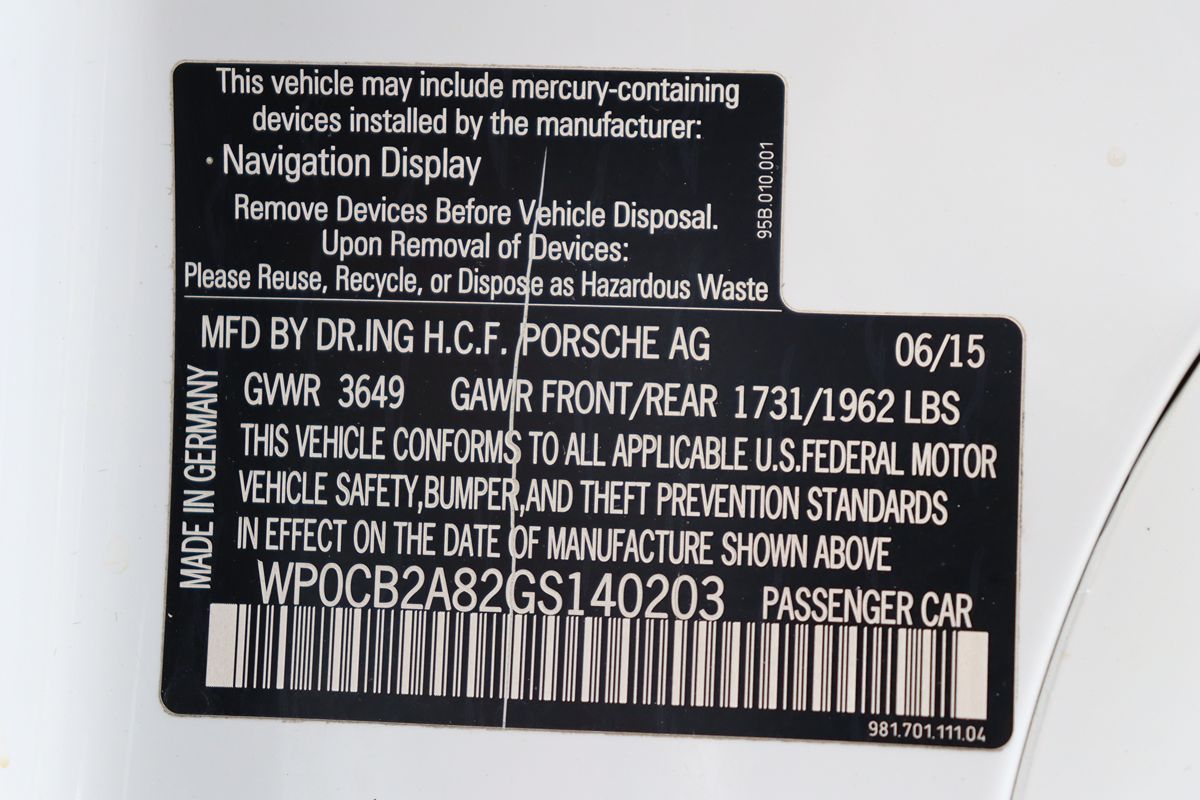 This vehicle may include mercury-containing
devices installed by the manufacturer:
• Navigation Display
Remove Devices Before Vehicle Disposal.
Upon Removal of Devices:
Please Reuse, Recycle, or Dispose as Hazardous Waste
95B.010.001
MFD BY DR.ING H.C.F. PORSCHE AG 06/15
GVWR 3649 GAWR FRONT/REAR 1731/1962 LBS
THIS VEHICLE CONFORMS TO ALL APPLICABLE U.S.FEDERAL MOTOR
VEHICLE SAFETY,BUMPER,AND THEFT PREVENTION STANDARDS
IN EFFECT ON THE DATE OF MANUFACTURE SHOWN ABOVE
MADE IN GERMANY
WP0CB2A82GS140203 PASSENGER CAR
981.701.111.04